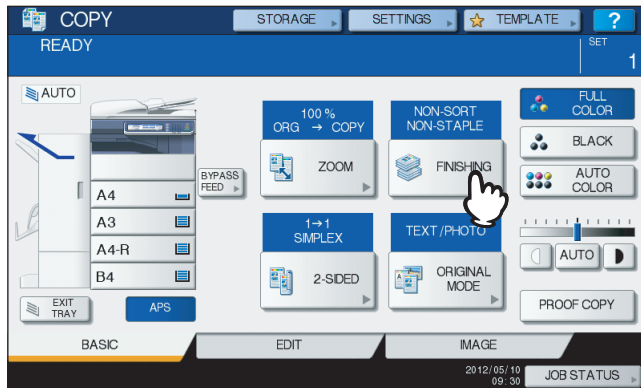 COPY
STORAGE
SETTINGS
TEMPLATE
?
READY
SET
1
AUTO
100 %
ORG → COPY
ZOOM
NON-SORT
NON-STAPLE
FINISHING
FULL
COLOR
BLACK
AUTO
COLOR
BYPASS
FEED
A4
A3
A4-R
B4
1→1
SIMPLEX
2-SIDED
TEXT/PHOTO
ORIGINAL
MODE
AUTO
EXIT
TRAY
APS
PROOF COPY
BASIC
EDIT
IMAGE
2012/05/10
09:30
JOB STATUS